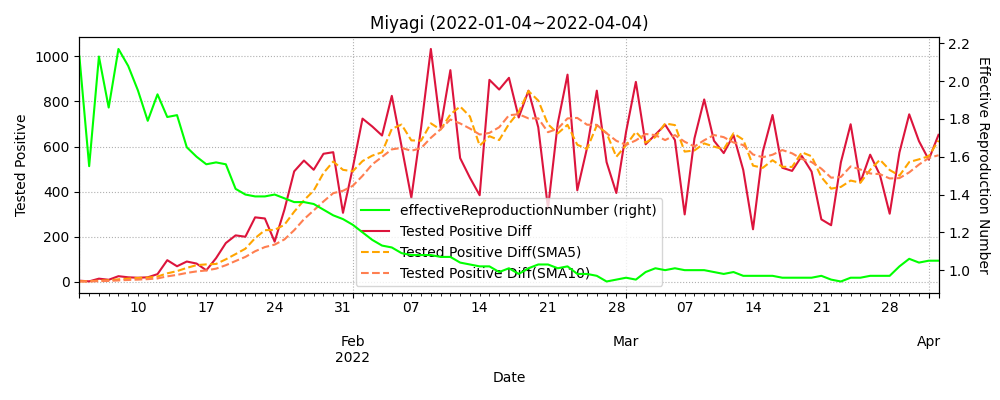 Miyagi (2022-01-04~2022-04-04)
Tested Positive
1000
800
600
400
200
0
2.2
2.0
1.8
1.6
1.4
1.2
1.0
Effective Reproduction Number
effectiveReproductionNumber (right)
Tested Positive Diff
Tested Positive Diff(SMA5)
Tested Positive Diff(SMA10)
10 17 24 31 07 14 21 28 07 14 21 28
Feb Mar Apr
2022
Date